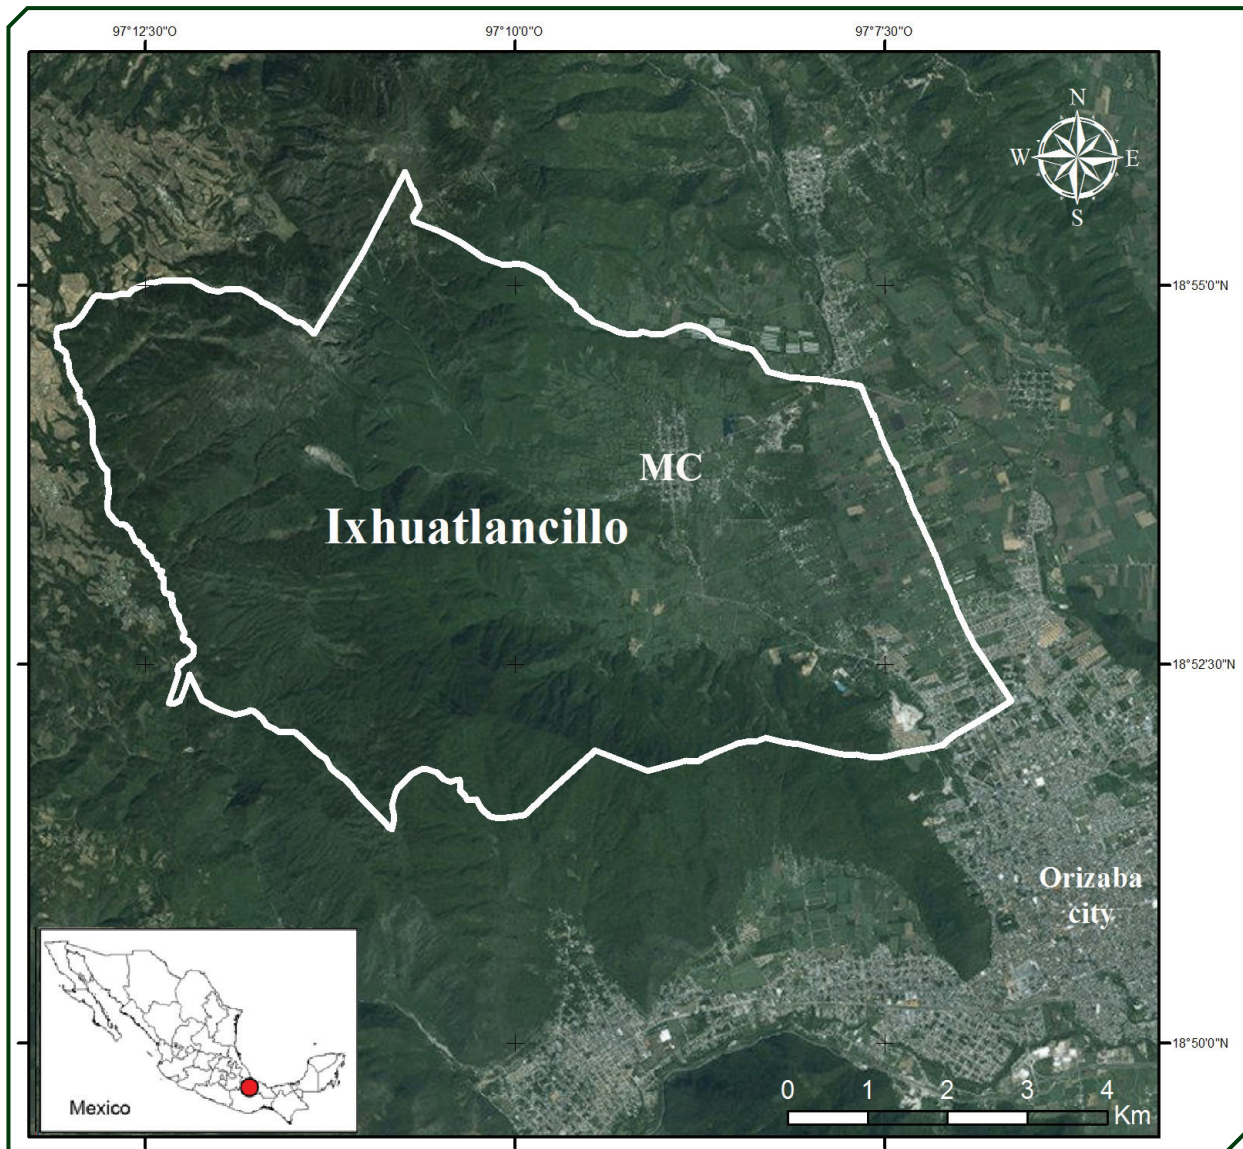 97°12'30"O
97°10'0"O
97°7'30"O
N
W
E
S
18°55'0"N
MC
Ixhuatlancillo
18°52'30"N
Orizaba
city
18°50'0"N
Mexico
0 1 2 3 4
Km